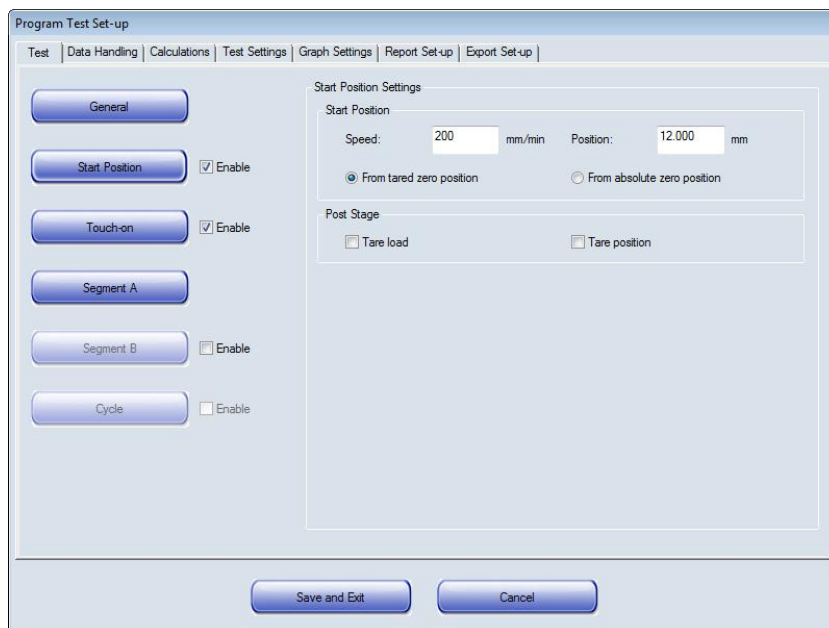 Program Test Set-up
Test Data Handling Calculations Test Settings Graph Settings Report Set-up Export Set-up
General
Start Position Enable
Touch-on Enable
Segment A
Segment B Enable
Cycle Enable
Start Position Settings
Start Position
Speed: 200 mm/min Position: 12.000 mm
From tared zero position From absolute zero position
Post Stage
Tare load Tare position
Save and Exit Cancel